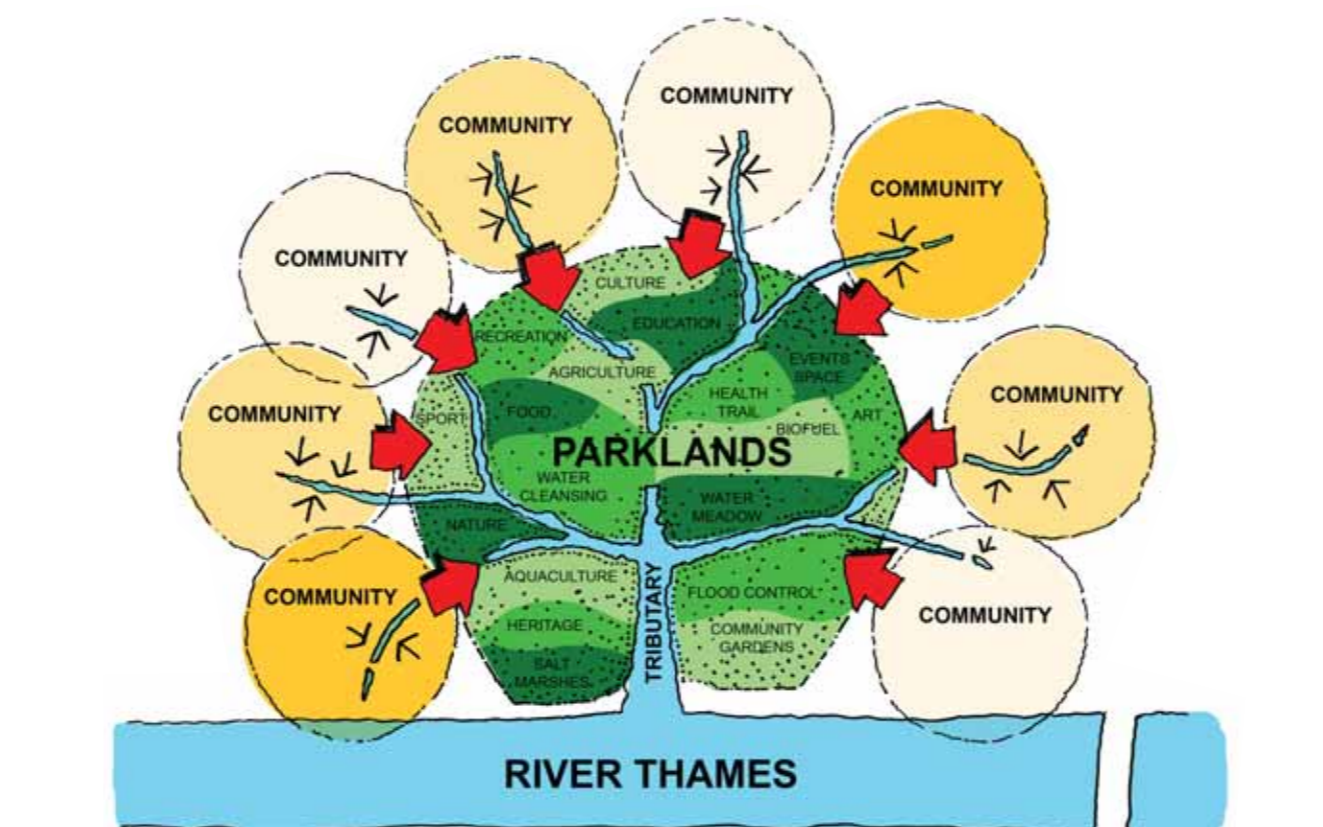 COMMUNITY
COMMUNITY
COMMUNITY
COMMUNITY
COMMUNITY
COMMUNITY
COMMUNITY
COMMUNITY
COMMUNITY
CULTURE
EDUCATION
RECREATION
AGRICULTURE
EVENTS
SPACE
FOOD
HEALTH
TRAIL
SPORT
ART
BIOFUEL
PARKLANDS
WATER
CLEANSING
WATER
MEADOW
NATURE
AQUACULTURE
FLOOD CONTROL
HERITAGE
COMMUNITY
GARDENS
SALT
MARSHES
TRIBUTARY
RIVER THAMES